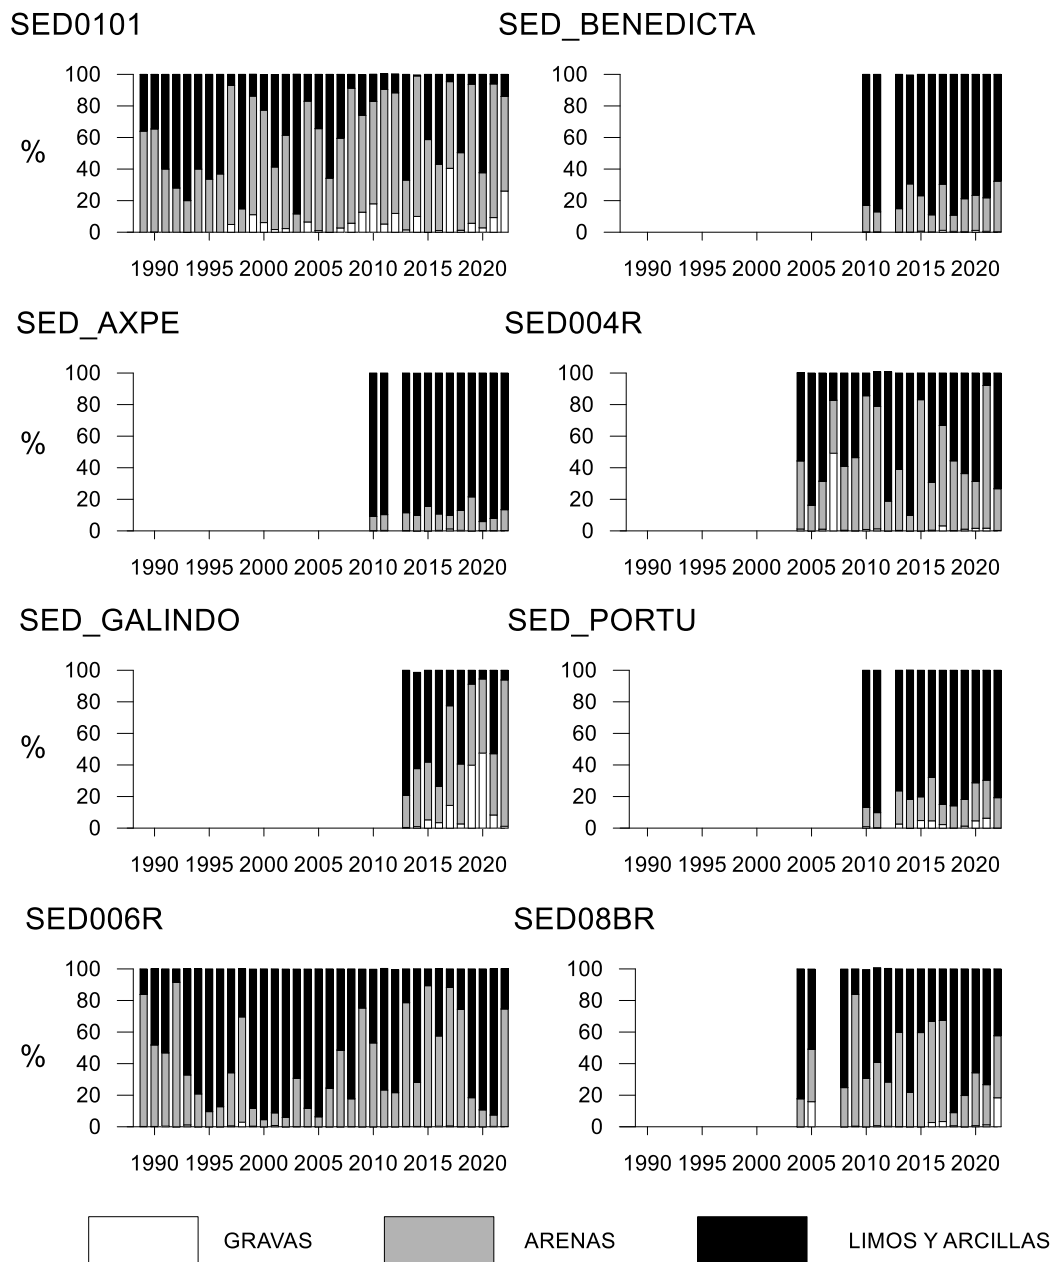 SED0101 SED_BENEDICTA
100 100
80 80
60 60
% 40 40
20 20
0 0
1990 1995 2000 2005 2010 2015 2020 1990 1995 2000 2005 2010 2015 2020
SED_AXPE SED004R
100 100
80 80
60 60
% 40 40
20 20
0 0
1990 1995 2000 2005 2010 2015 2020 1990 1995 2000 2005 2010 2015 2020
SED_GALINDO SED_PORTU
100 100
80 80
60 60
% 40 40
20 20
0 0
1990 1995 2000 2005 2010 2015 2020 1990 1995 2000 2005 2010 2015 2020
SED006R SED08BR
100 100
80 80
60 60
% 40 40
20 20
0 0
1990 1995 2000 2005 2010 2015 2020 1990 1995 2000 2005 2010 2015 2020
GRAVAS ARENAS LIMOS Y ARCILLAS